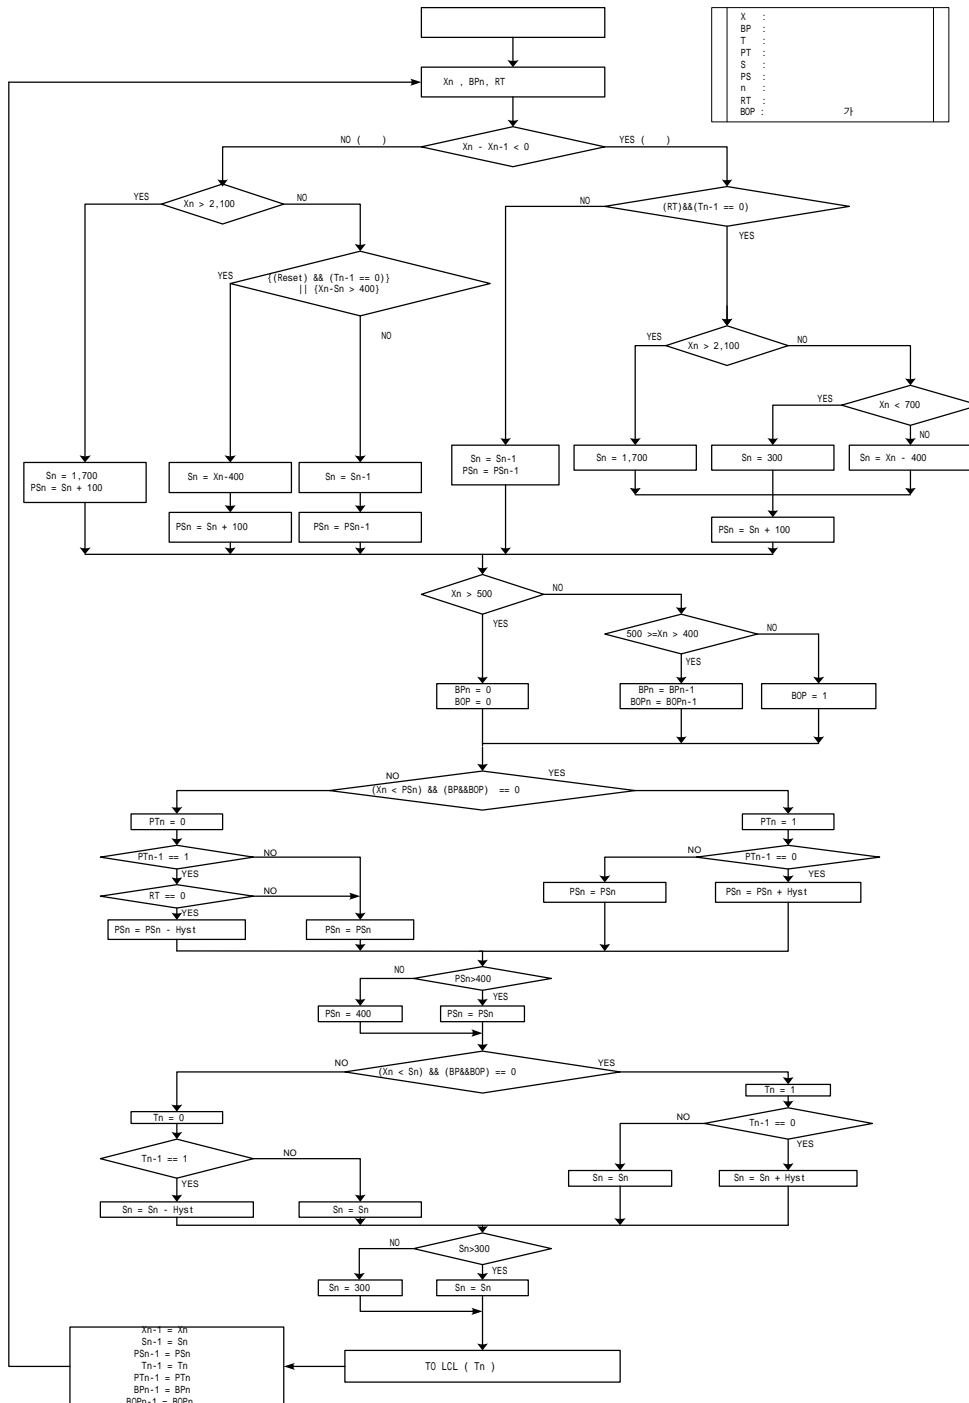 X :
BP :
T :
PT :
S :
PS :
n :
RT :
BOP : 가
Xn , BPn, RT
NO ( )
Xn - Xn-1 < 0
YES ( )
YES
Xn > 2,100
NO
NO
(RT)&&(Tn-1 == 0)
YES
YES
{(Reset) && (Tn-1 == 0)}
|| {Xn-Sn > 400}
NO
YES
Xn > 2,100
NO
YES
Xn < 700
NO
Sn = 1,700
PSn = Sn + 100
Sn = Xn-400
Sn = Sn-1
Sn = Sn-1
PSn = PSn-1
Sn = 1,700
Sn = 300
Sn = Xn - 400
PSn = Sn + 100
PSn = PSn-1
PSn = Sn + 100
Xn > 500
NO
YES
500 >=Xn > 400
NO
YES
BPn = 0
BOP = 0
BPn = BPn-1
BOPn = BOPn-1
BOP = 1
NO
(Xn < PSn) && (BP&&BOP) == 0
YES
PTn = 0
PTn = 1
PTn-1 == 1
NO
NO
PTn-1 == 0
YES
YES
RT == 0
NO
PSn = PSn
PSn = PSn + Hyst
YES
PSn = PSn - Hyst
PSn = PSn
NO
PSn>400
YES
PSn = 400
PSn = PSn
NO
(Xn < Sn) && (BP&&BOP) == 0
YES
Tn = 1
Tn = 0
NO
Tn-1 == 0
YES
Tn-1 == 1
NO
YES
Sn = Sn
Sn = Sn + Hyst
Sn = Sn - Hyst
Sn = Sn
NO
Sn>300
YES
Sn = 300
Sn = Sn
TO LCL ( Tn )
Xn-1 = Xn
Sn-1 = Sn
PSn-1 = PSn
Tn-1 = Tn
PTn-1 = PTn
BPn-1 = BPn
BOPn-1 = BOPn